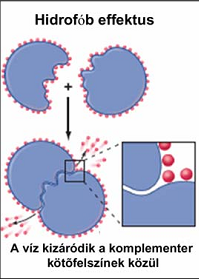 Hidrofób effektus
+
A víz kizáródik a komplementer
kötőfelszínek közül